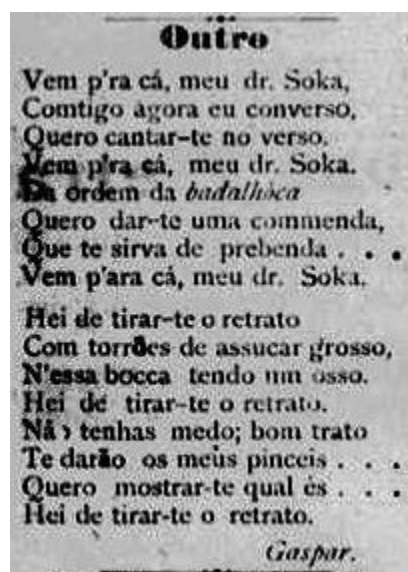 Outro
Vem p'ra cá, meu dr. Soka,
Comtigo agora eu converso,
Quero cantar-te no verso.
Vem p'ra cá, meu dr. Soka.
Da ordem da badalhóca
Quero dar-te uma commenda,
Que te sirva de prebenda . . .
Vem p'ara cá, meu dr. Soka.
Hei de tirar-te o retrato
Com torrões de assucar grosso,
N'essa bocca tendo um osso.
Hei de tirar-te o retrato.
Não tenhas medo; bom trato
Te darão os meus pinceis . . .
Quero mostrar-te qual és . . .
Hei de tirar-te o retrato.
Gaspar.